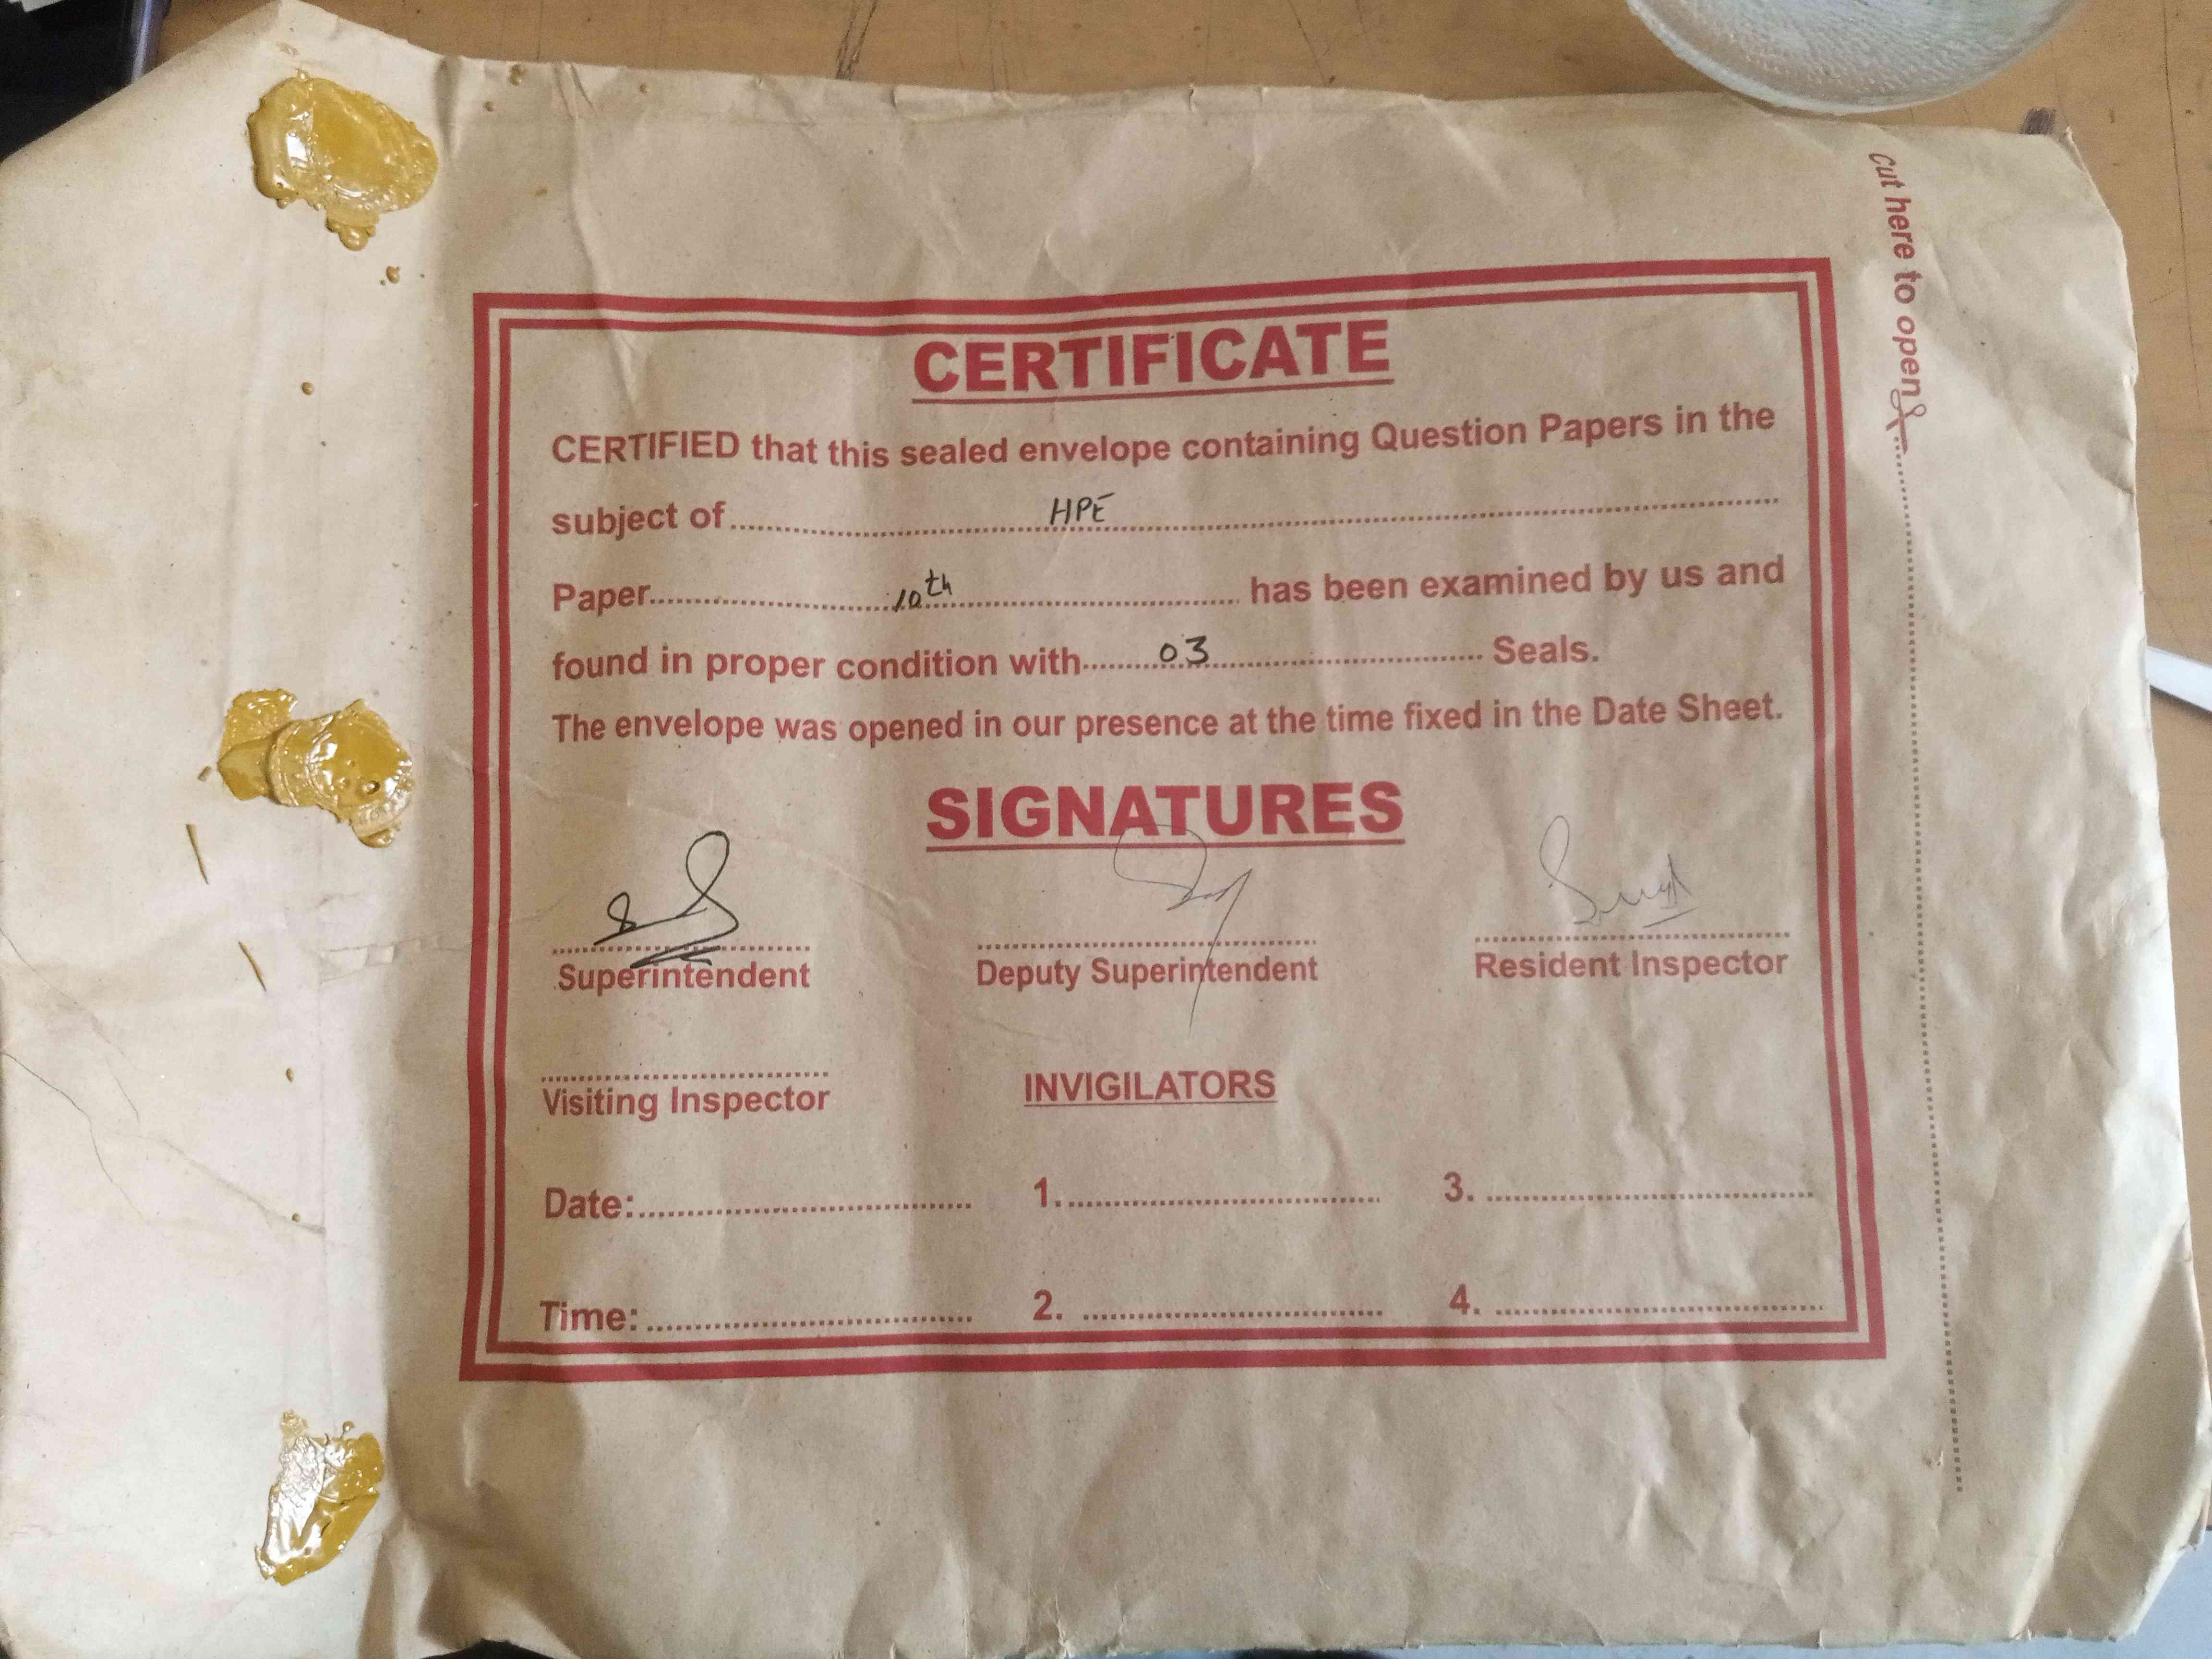 CERTIFICATE
CERTIFIED that this sealed envelope containing Question Papers in the
subject of HPE
Paper 10th has been examined by us and
found in proper condition with 03 Seals.
The envelope was opened in our presence at the time fixed in the Date Sheet.
SIGNATURES
Superintendent Deputy Superintendent Resident Inspector
Visiting Inspector INVIGILATORS
Date: 1. 3.
Time: 2. 4.
Cut here to open